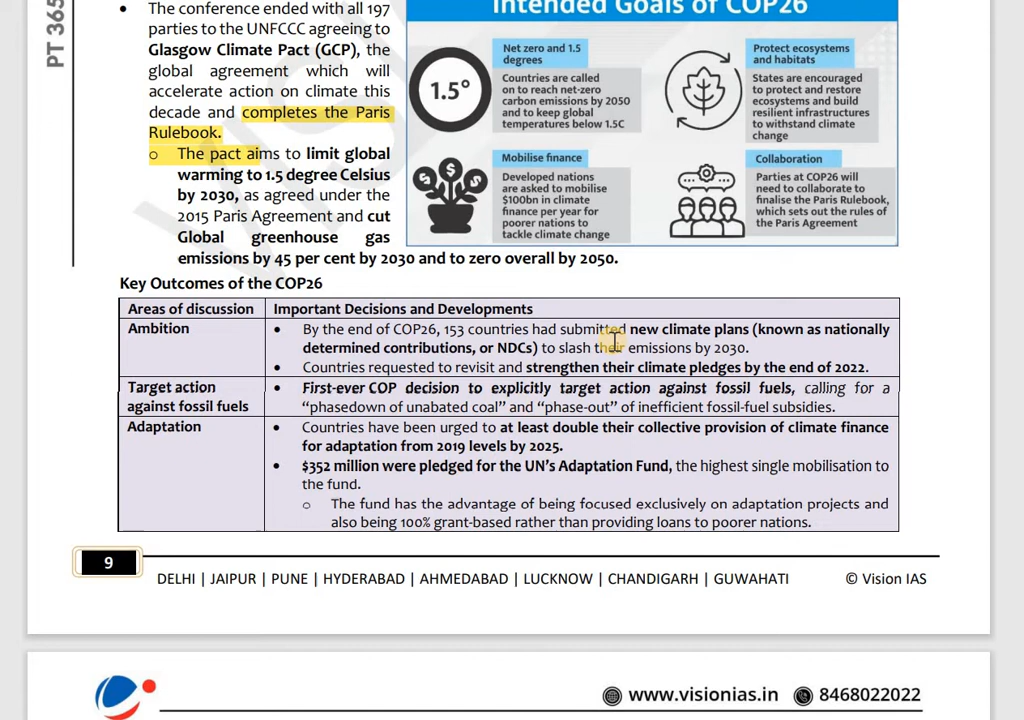 PT 365
Intended Goals of COP26
• The conference ended with all 197
parties to the UNFCCC agreeing to
Glasgow Climate Pact (GCP), the
global agreement which will
accelerate action on climate this
decade and completes the Paris
Rulebook.
o The pact aims to limit global
warming to 1.5 degree Celsius
by 2030, as agreed under the
2015 Paris Agreement and cut
Global greenhouse gas
emissions by 45 per cent by 2030 and to zero overall by 2050.
1.5°
Net zero and 1.5
degrees
Countries are called
on to reach net-zero
carbon emissions by 2050
and to keep global
temperatures below 1.5C
Protect ecosystems
and habitats
States are encouraged
to protect and restore
ecosystems and build
resilient infrastructures
to withstand climate
change
Mobilise finance
Developed nations
are asked to mobilise
$100bn in climate
finance per year for
poorer nations to
tackle climate change
Collaboration
Parties at COP26 will
need to collaborate to
finalise the Paris Rulebook,
which sets out the rules of
the Paris Agreement
Key Outcomes of the COP26
Areas of discussion Important Decisions and Developments
Ambition
• By the end of COP26, 153 countries had submitted new climate plans (known as nationally
determined contributions, or NDCs) to slash their emissions by 2030.
• Countries requested to revisit and strengthen their climate pledges by the end of 2022.
Target action
against fossil fuels
• First-ever COP decision to explicitly target action against fossil fuels, calling for a
“phasedown of unabated coal” and “phase-out” of inefficient fossil-fuel subsidies.
Adaptation
• Countries have been urged to at least double their collective provision of climate finance
for adaptation from 2019 levels by 2025.
• $352 million were pledged for the UN’s Adaptation Fund, the highest single mobilisation to
the fund.
o The fund has the advantage of being focused exclusively on adaptation projects and
also being 100% grant-based rather than providing loans to poorer nations.
9
DELHI | JAIPUR | PUNE | HYDERABAD | AHMEDABAD | LUCKNOW | CHANDIGARH | GUWAHATI © Vision IAS
www.visionias.in 8468022022